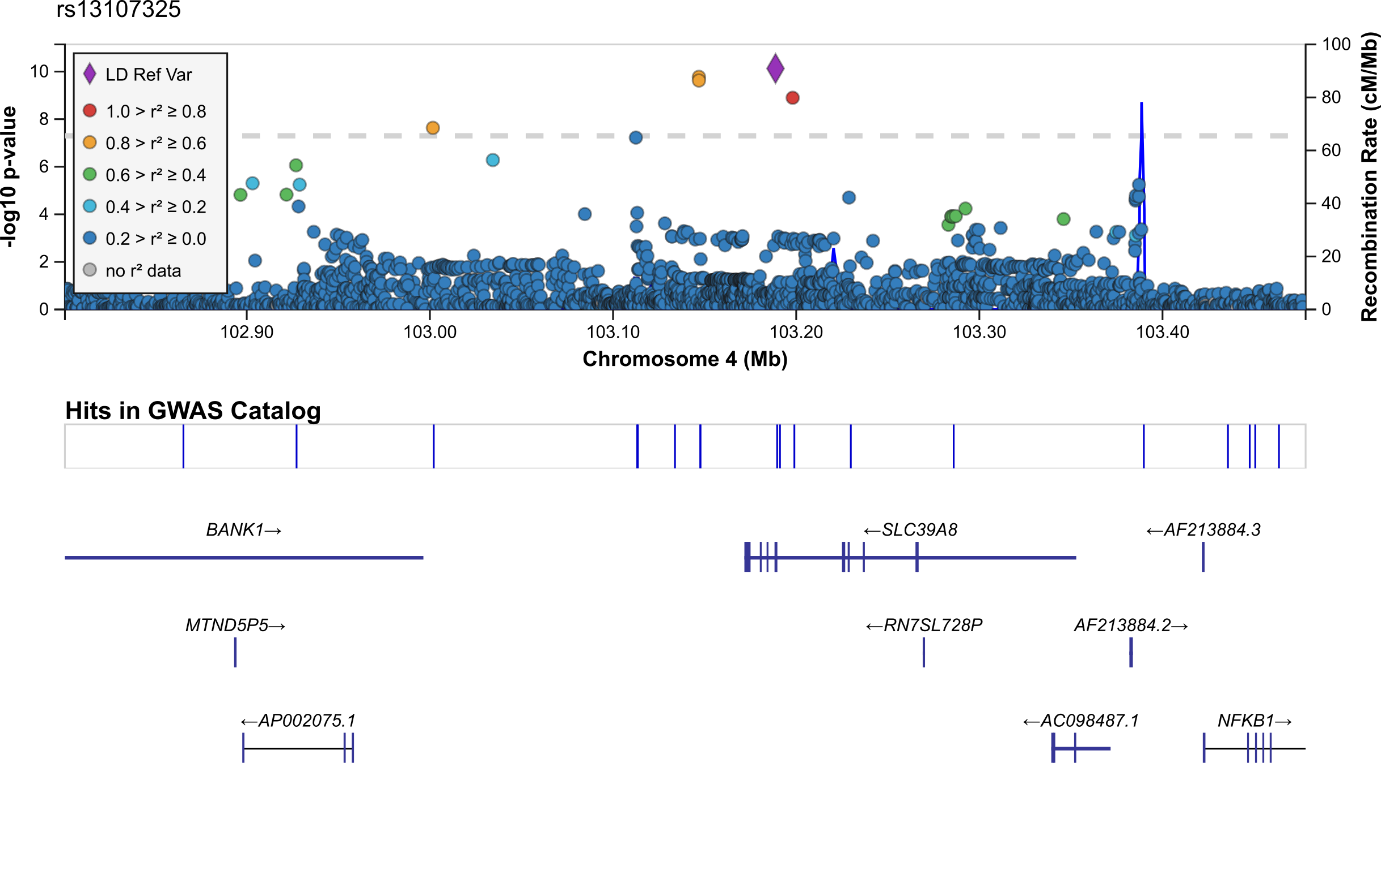 rs13107325
LD Ref Var
1.0 > r² ≥ 0.8
0.8 > r² ≥ 0.6
0.6 > r² ≥ 0.4
0.4 > r² ≥ 0.2
0.2 > r² ≥ 0.0
no r² data
-log10 p-value
10
8
6
4
2
0
Recombination Rate (cM/Mb)
100
80
60
40
20
0
102.90 103.00 103.10 103.20 103.30 103.40
Chromosome 4 (Mb)
Hits in GWAS Catalog
BANK1→ ←SLC39A8 ←AF213884.3
MTND5P5→ ←RN7SL728P AF213884.2→
←AP002075.1 ←AC098487.1 NFKB1→